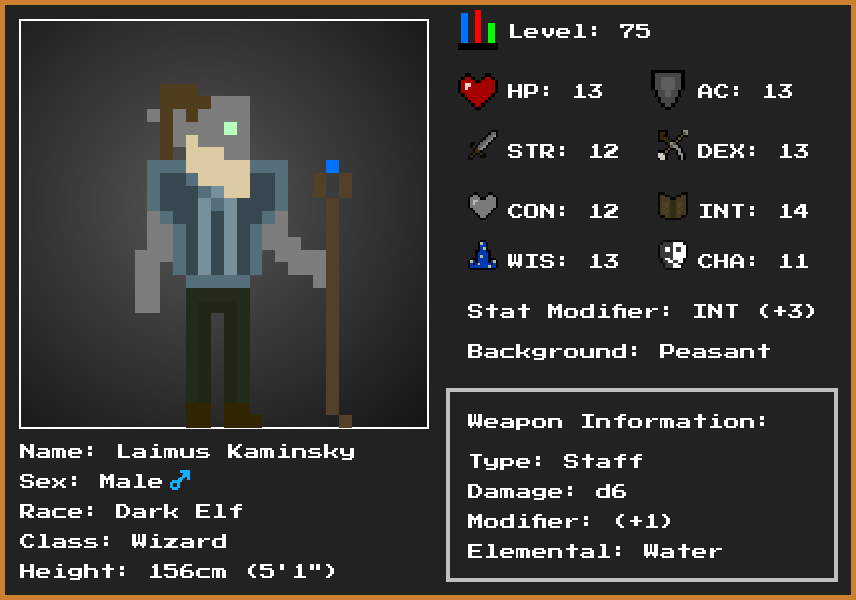 Level: 75
HP: 13 AC: 13
STR: 12 DEX: 13
CON: 12 INT: 14
WIS: 13 CHA: 11
Stat Modifier: INT (+3)
Background: Peasant
Weapon Information:
Type: Staff
Damage: d6
Modifier: (+1)
Elemental: Water
Name: Laimus Kaminsky
Sex: Male ♂
Race: Dark Elf
Class: Wizard
Height: 156cm (5'1")